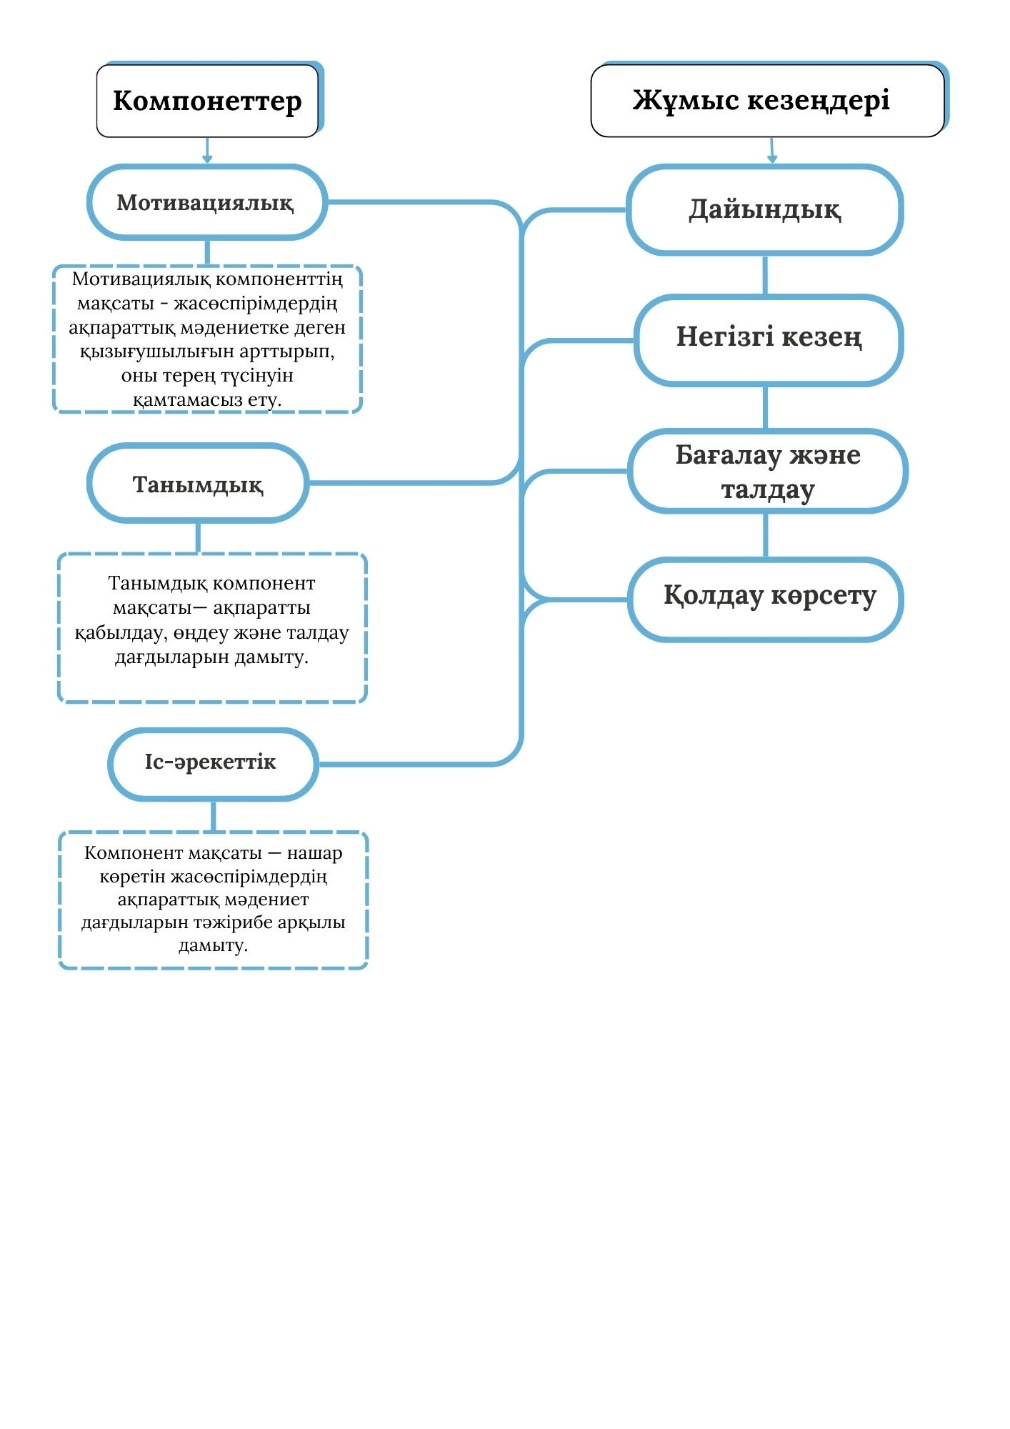 Компонеттер
Мотивациялық
Мотивациялық компоненттің
мақсаты - жасөспірімдердің
ақпараттық мәдениетке деген
қызығушылығын арттырып,
оны терең түсінуін
қамтамасыз ету.
Танымдық
Танымдық компонент
мақсаты— ақпаратты
қабылдау, өңдеу және талдау
дағдыларын дамыту.
Іс-әрекеттік
Компонент мақсаты — нашар
көретін жасөспірімдердің
ақпараттық мәдениет
дағдыларын тәжірибе арқылы
дамыту.
Жұмыс кезеңдері
Дайындық
Негізгі кезең
Бағалау және
талдау
Қолдау көрсету